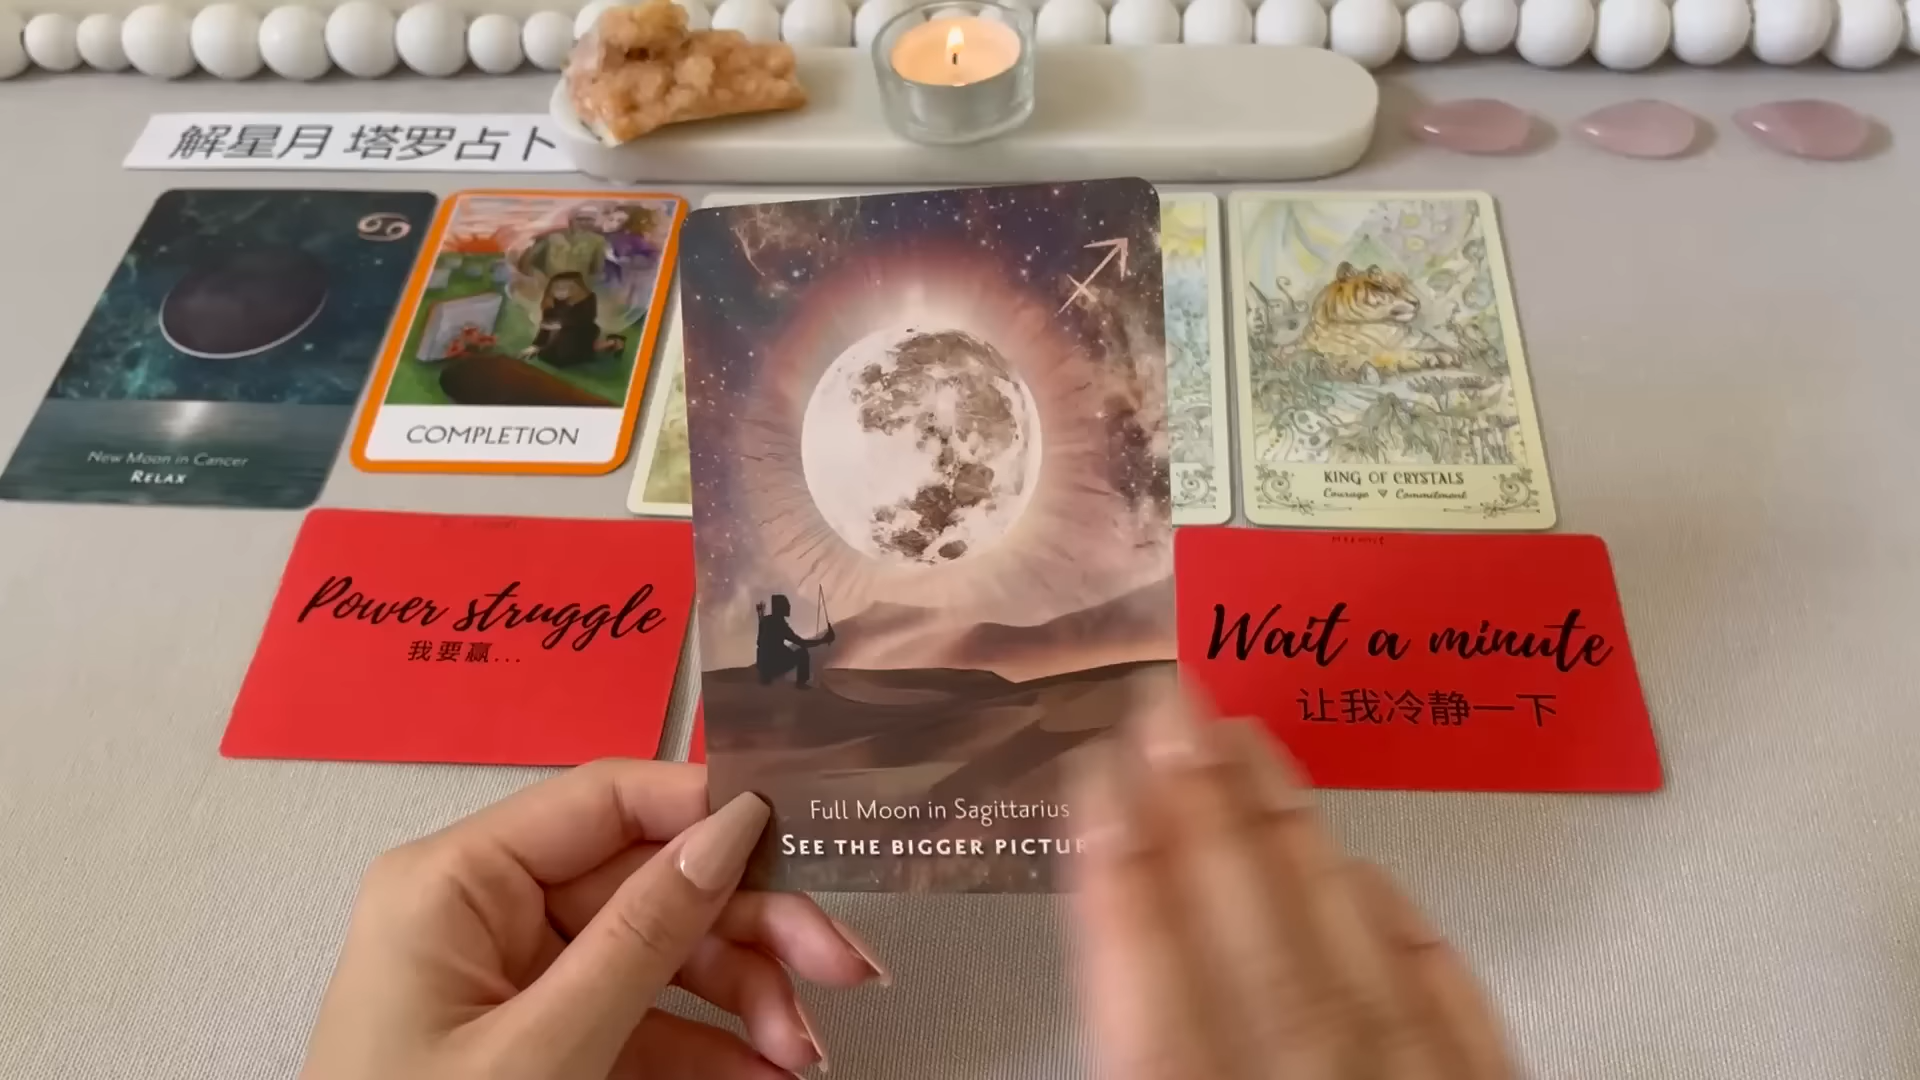 解星月 塔罗占卜
New Moon in Cancer
RELAX
COMPLETION
KING OF CRYSTALS
Courage ♡ Commitment
Power struggle
我要赢...
Wait a minute
让我冷静一下
Full Moon in Sagittarius
SEE THE BIGGER PICTUR